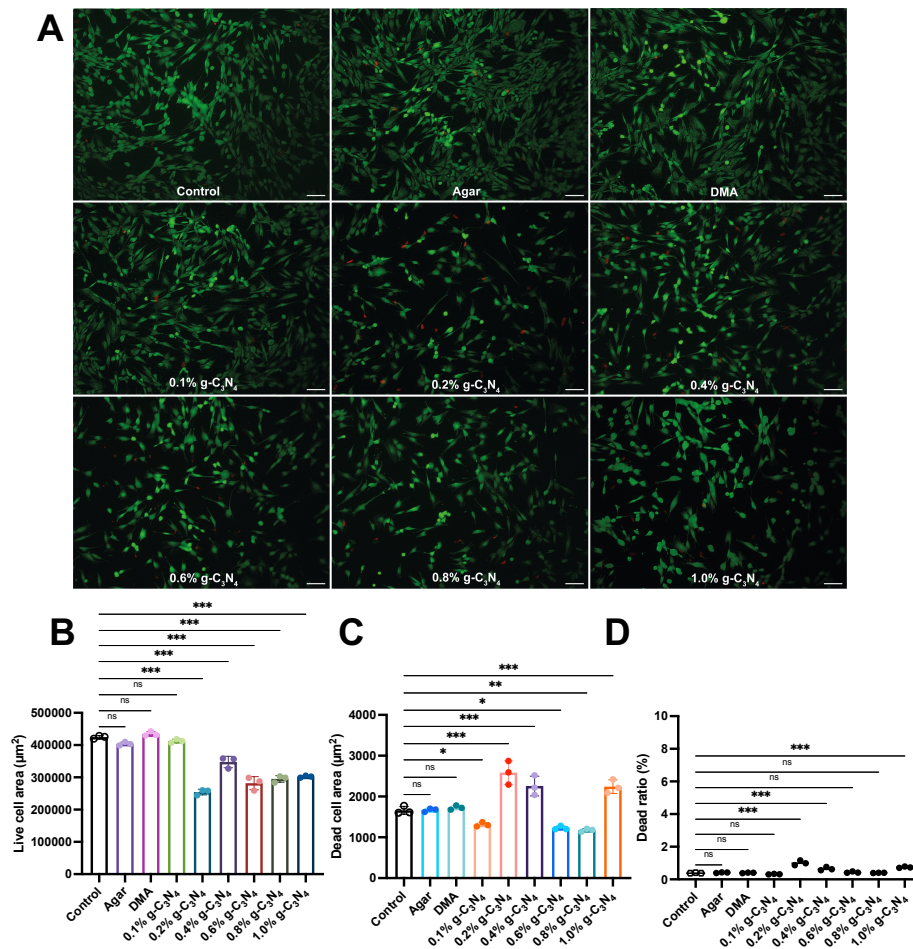 A
Control
Agar
DMA
0.1% g-C₃N₄
0.2% g-C₃N₄
0.4% g-C₃N₄
0.6% g-C₃N₄
0.8% g-C₃N₄
1.0% g-C₃N₄
B
***
***
***
***
***
ns
ns
ns
Live cell area (μm²)
500000
400000
300000
200000
100000
0
Control
Agar
DMA
0.1% g-C₃N₄
0.2% g-C₃N₄
0.4% g-C₃N₄
0.6% g-C₃N₄
0.8% g-C₃N₄
1.0% g-C₃N₄
C
***
**
*
***
***
*
ns
ns
Dead cell area (μm²)
4000
3000
2000
1000
0
Control
Agar
DMA
0.1% g-C₃N₄
0.2% g-C₃N₄
0.4% g-C₃N₄
0.6% g-C₃N₄
0.8% g-C₃N₄
1.0% g-C₃N₄
D
***
ns
ns
***
***
ns
ns
ns
Dead ratio (%)
10
8
6
4
2
0
Control
Agar
DMA
0.1% g-C₃N₄
0.2% g-C₃N₄
0.4% g-C₃N₄
0.6% g-C₃N₄
0.8% g-C₃N₄
1.0% g-C₃N₄